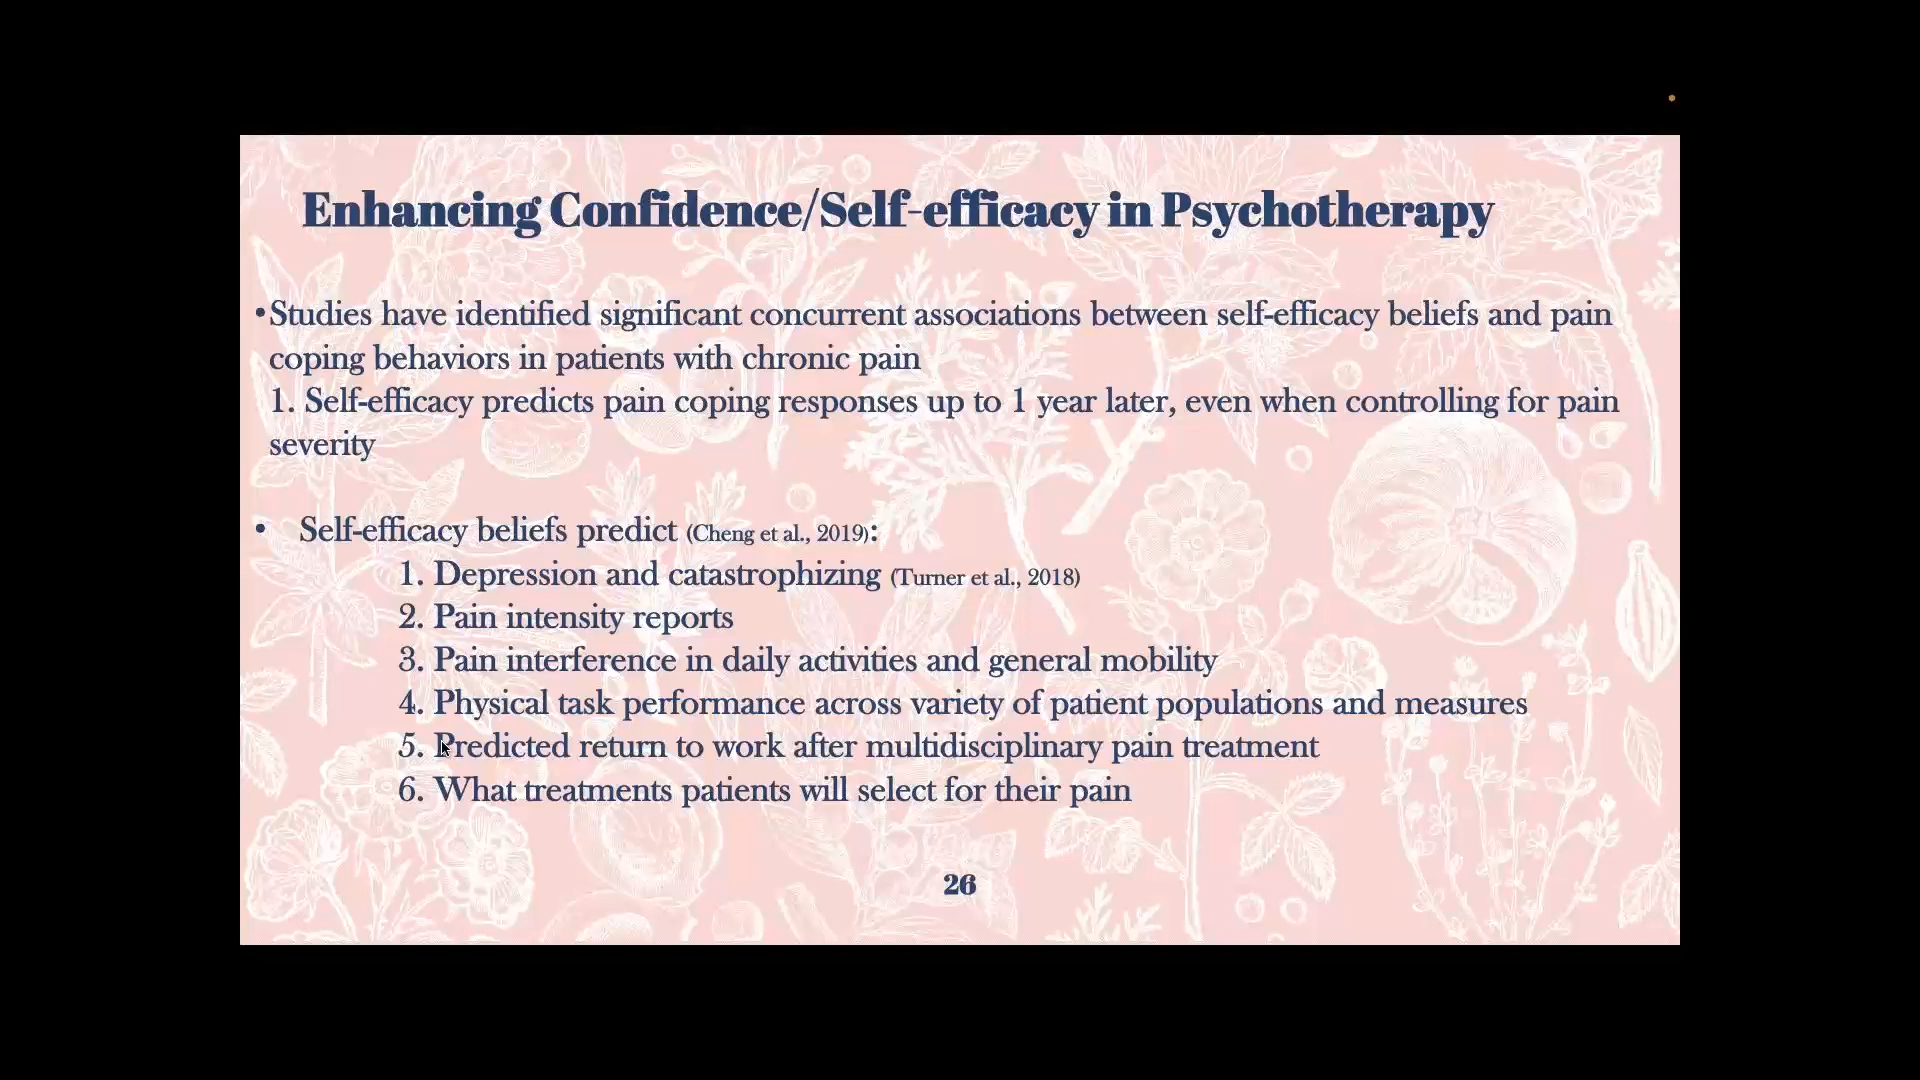 Enhancing Confidence/Self-efficacy in Psychotherapy
•Studies have identified significant concurrent associations between self-efficacy beliefs and pain
coping behaviors in patients with chronic pain
1. Self-efficacy predicts pain coping responses up to 1 year later, even when controlling for pain
severity
• Self-efficacy beliefs predict (Cheng et al., 2019):
1. Depression and catastrophizing (Turner et al., 2018)
2. Pain intensity reports
3. Pain interference in daily activities and general mobility
4. Physical task performance across variety of patient populations and measures
5. Predicted return to work after multidisciplinary pain treatment
6. What treatments patients will select for their pain
26